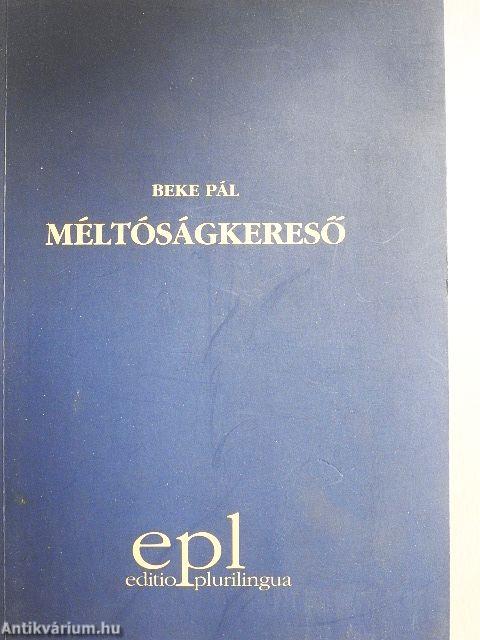 BEKE PÁL
MÉLTÓSÁGKERESŐ
epl
editio plurilingua
Antikvárium.hu